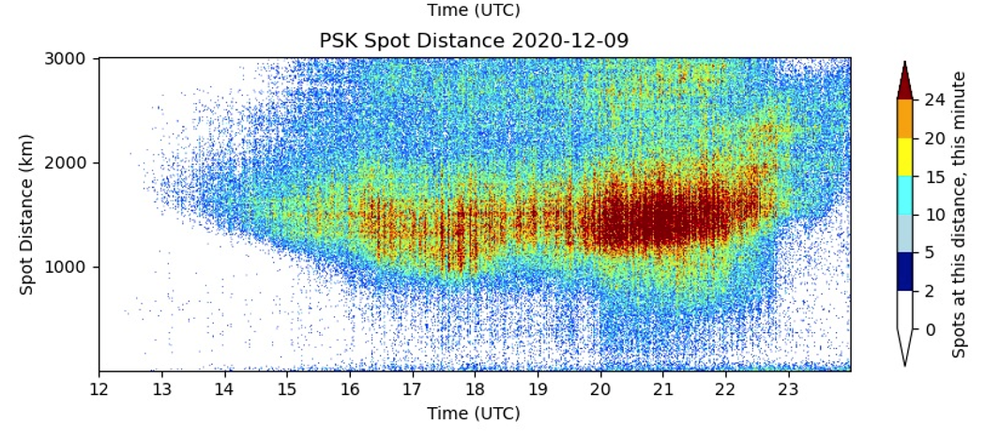 Time (UTC)
PSK Spot Distance 2020-12-09
3000
2000
1000
Spot Distance (km)
12 13 14 15 16 17 18 19 20 21 22 23
Time (UTC)
24
20
15
10
5
2
0
Spots at this distance, this minute